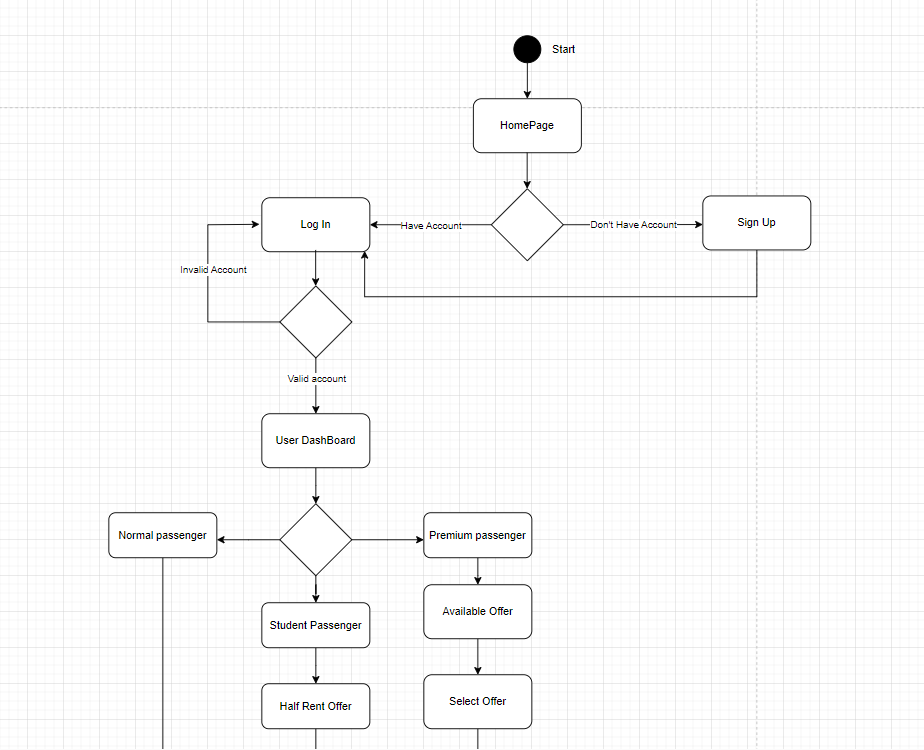 Start
HomePage
Log In
Have Account
Don't Have Account
Sign Up
Invalid Account
Valid account
User DashBoard
Normal passenger
Premium passenger
Available Offer
Student Passenger
Half Rent Offer
Select Offer